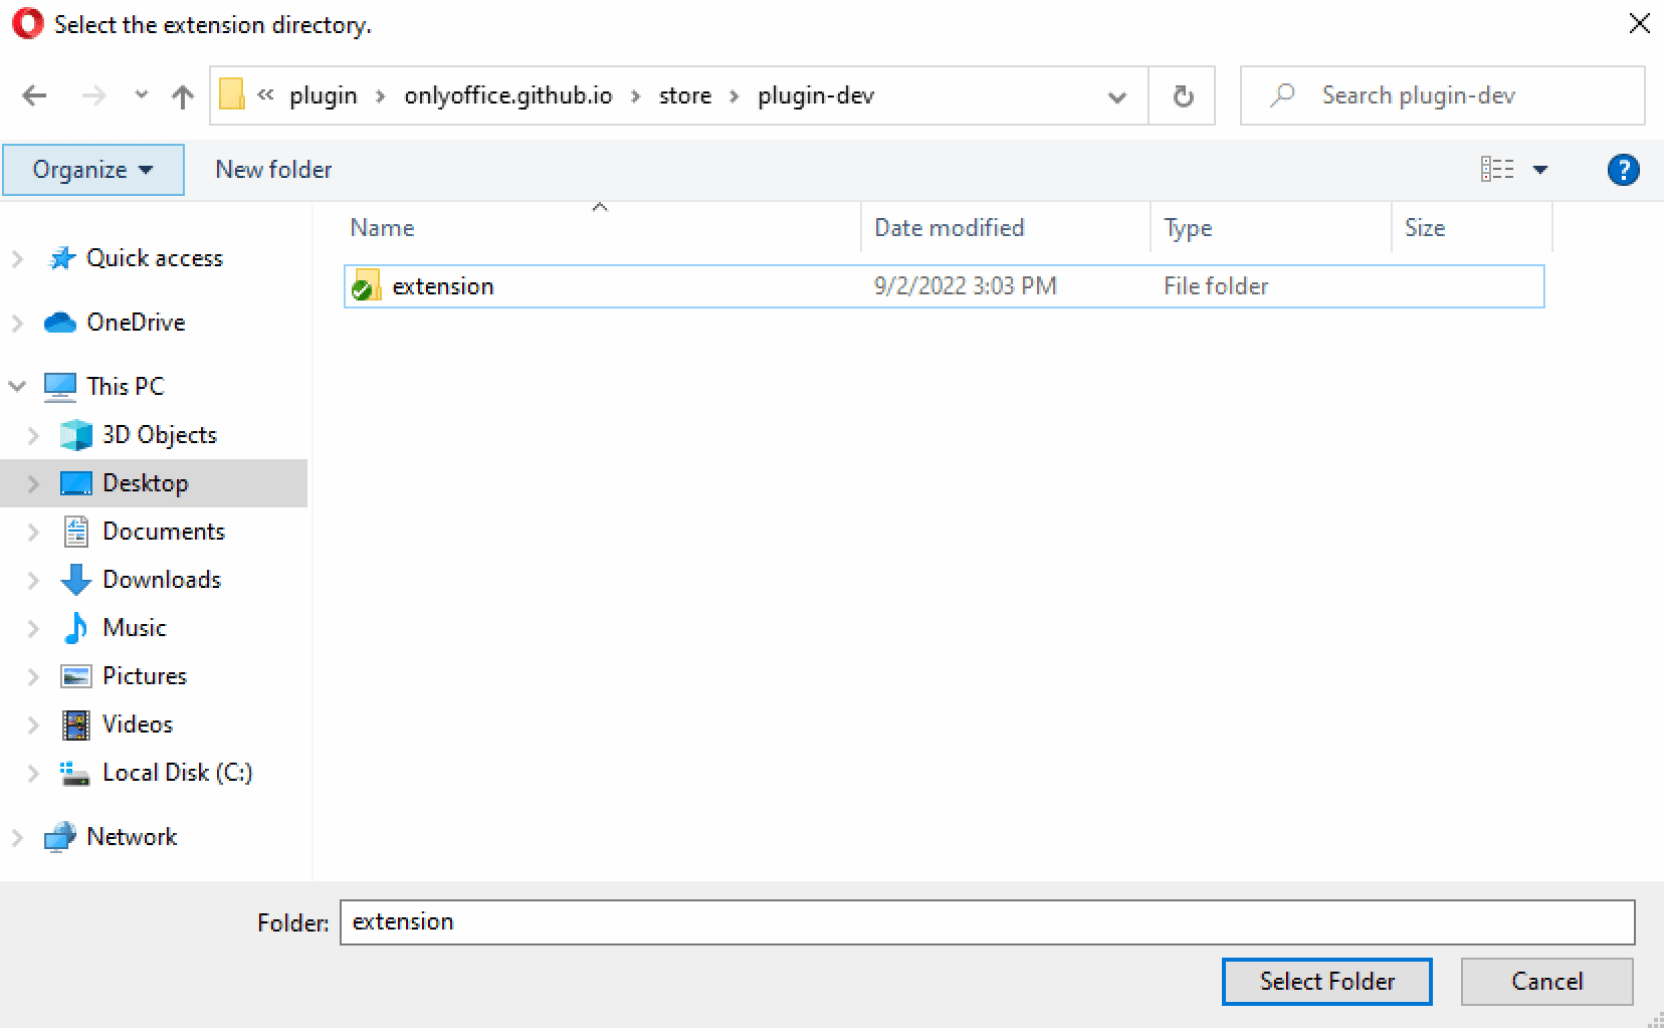 Select the extension directory.
« plugin › onlyoffice.github.io › store › plugin-dev
Search plugin-dev
Organize
New folder
?
Name
Date modified
Type
Size
extension
9/2/2022 3:03 PM
File folder
Quick access
OneDrive
This PC
3D Objects
Desktop
Documents
Downloads
Music
Pictures
Videos
Local Disk (C:)
Network
Folder: extension
Select Folder
Cancel